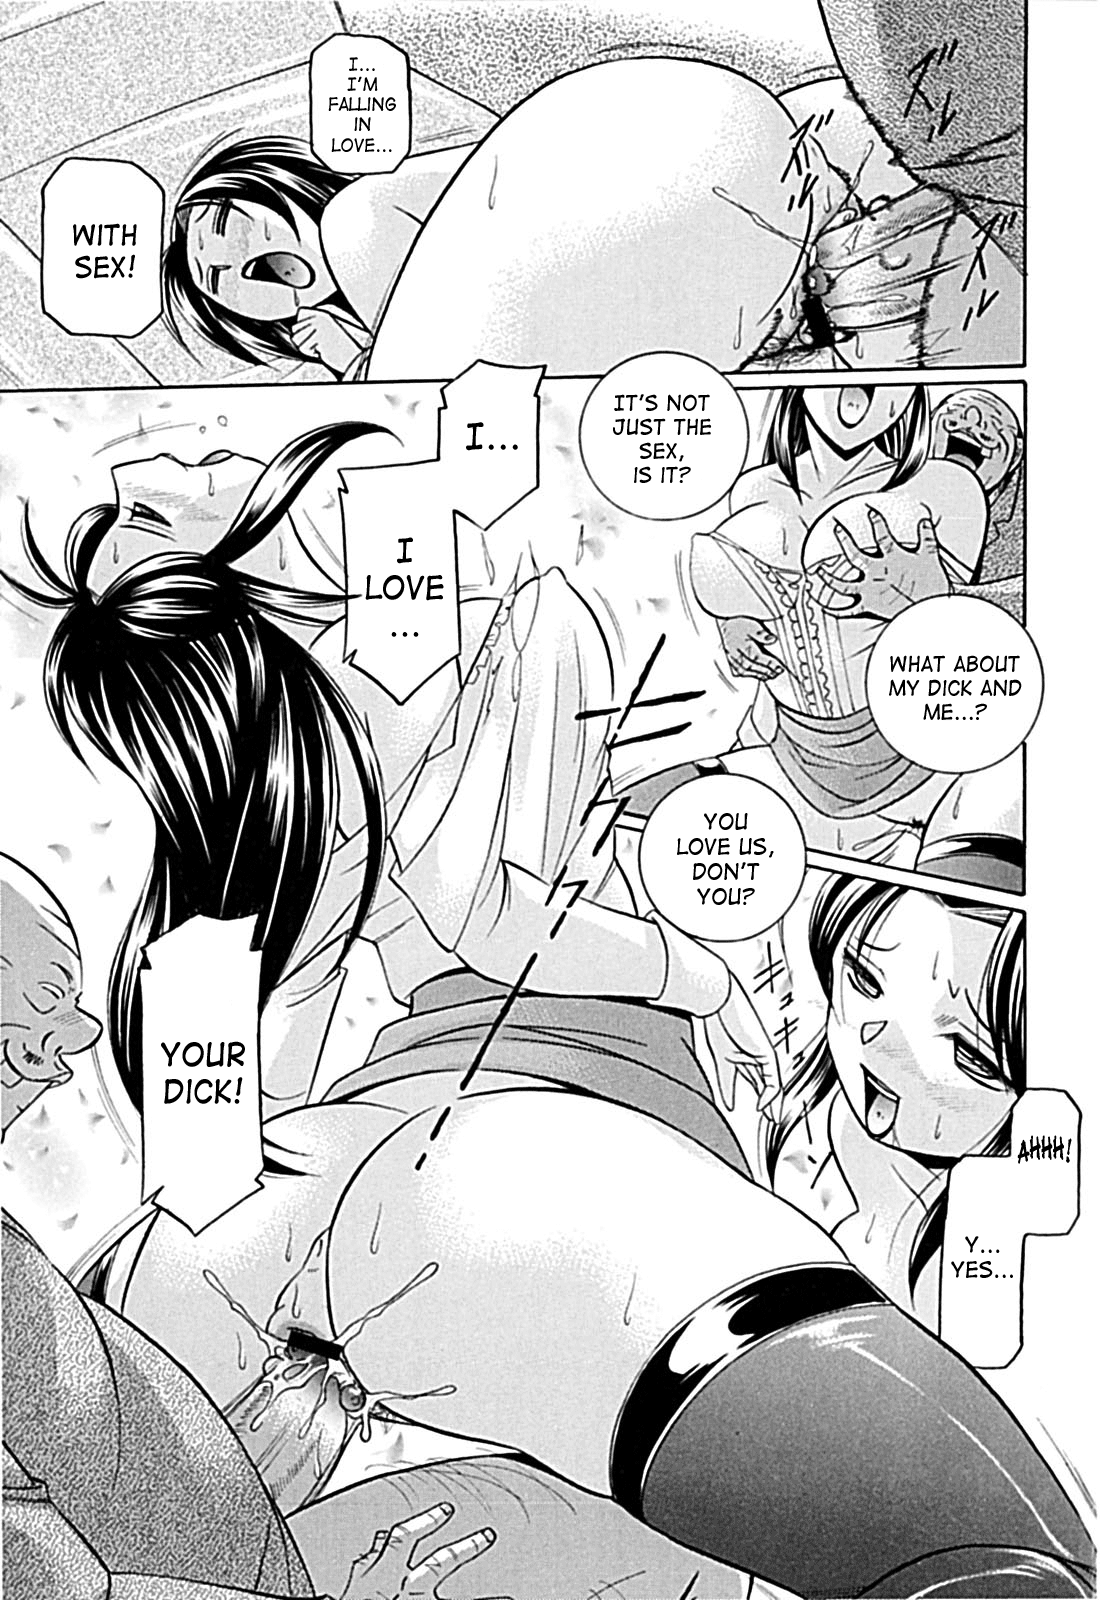 I...
I'M
FALLING
IN
LOVE...
WITH
SEX!
IT'S NOT
JUST THE
SEX,
IS IT?
WHAT ABOUT
MY DICK AND
ME...?
YOU
LOVE US,
DON'T
YOU?
AHHH!
Y...
YES...
I...
I
LOVE
...
YOUR
DICK!